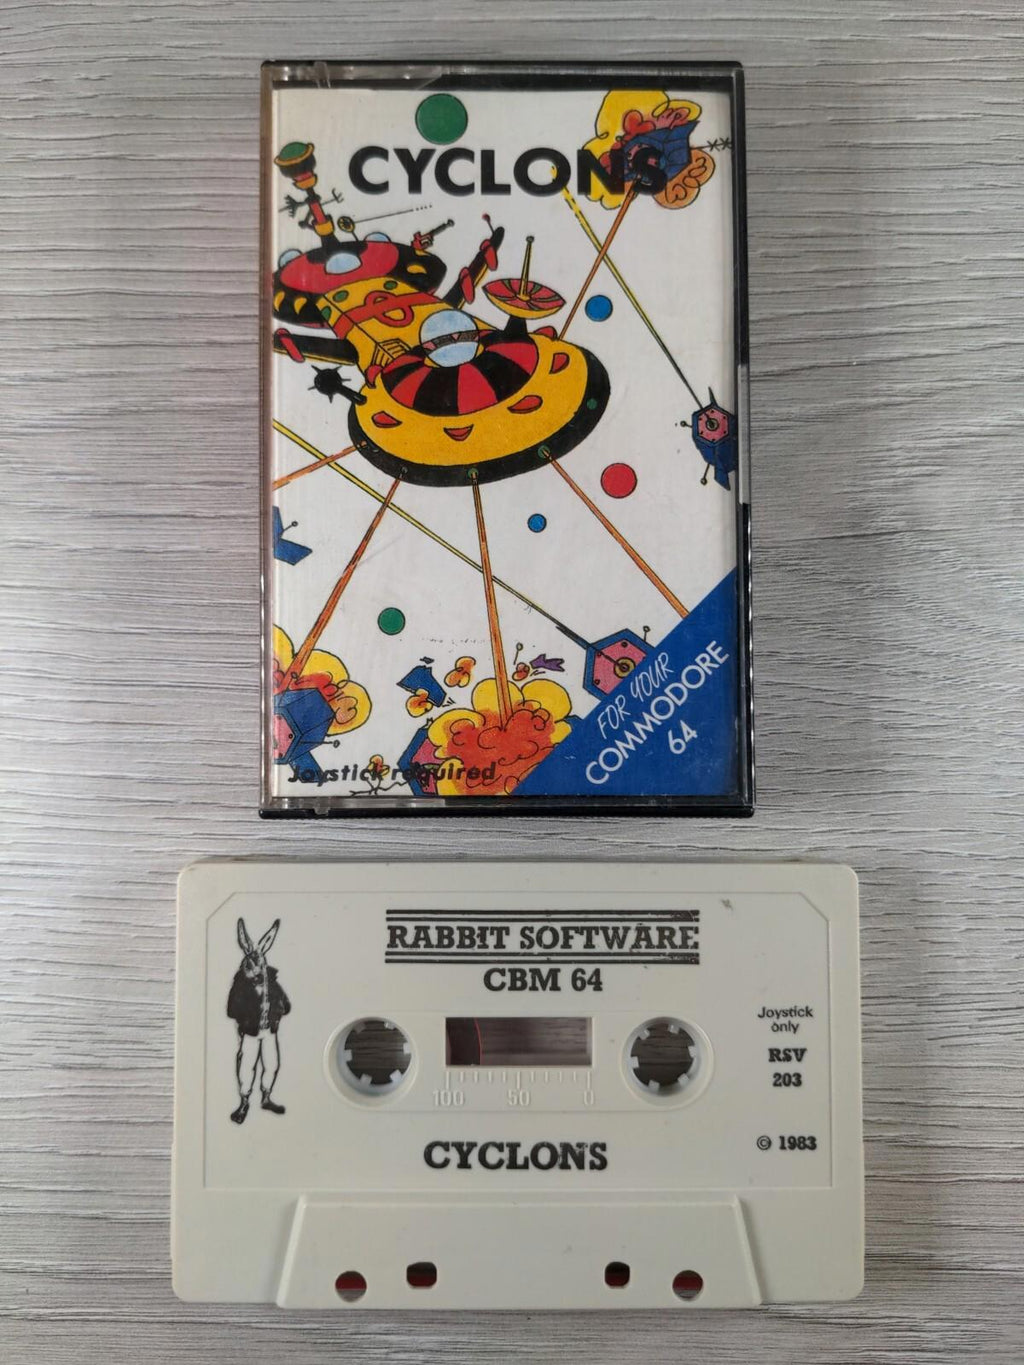 CYCLONS
FOR YOUR
COMMODORE
64
Joystick required
RABBIT SOFTWARE
CBM 64
Joystick
only
RSV
203
100 50 0
© 1983
CYCLONS